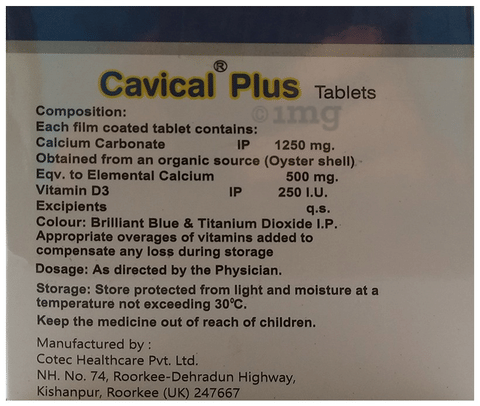 Cavical® Plus Tablets
©1mg
Composition:
Each film coated tablet contains:
Calcium Carbonate IP 1250 mg.
Obtained from an organic source (Oyster shell)
Eqv. to Elemental Calcium 500 mg.
Vitamin D3 IP 250 I.U.
Excipients q.s.
Colour: Brilliant Blue & Titanium Dioxide I.P.
Appropriate overages of vitamins added to
compensate any loss during storage
Dosage: As directed by the Physician.
Storage: Store protected from light and moisture at a
temperature not exceeding 30°C.
Keep the medicine out of reach of children.
Manufactured by :
Cotec Healthcare Pvt. Ltd.
NH. No. 74, Roorkee-Dehradun Highway,
Kishanpur, Roorkee (UK) 247667